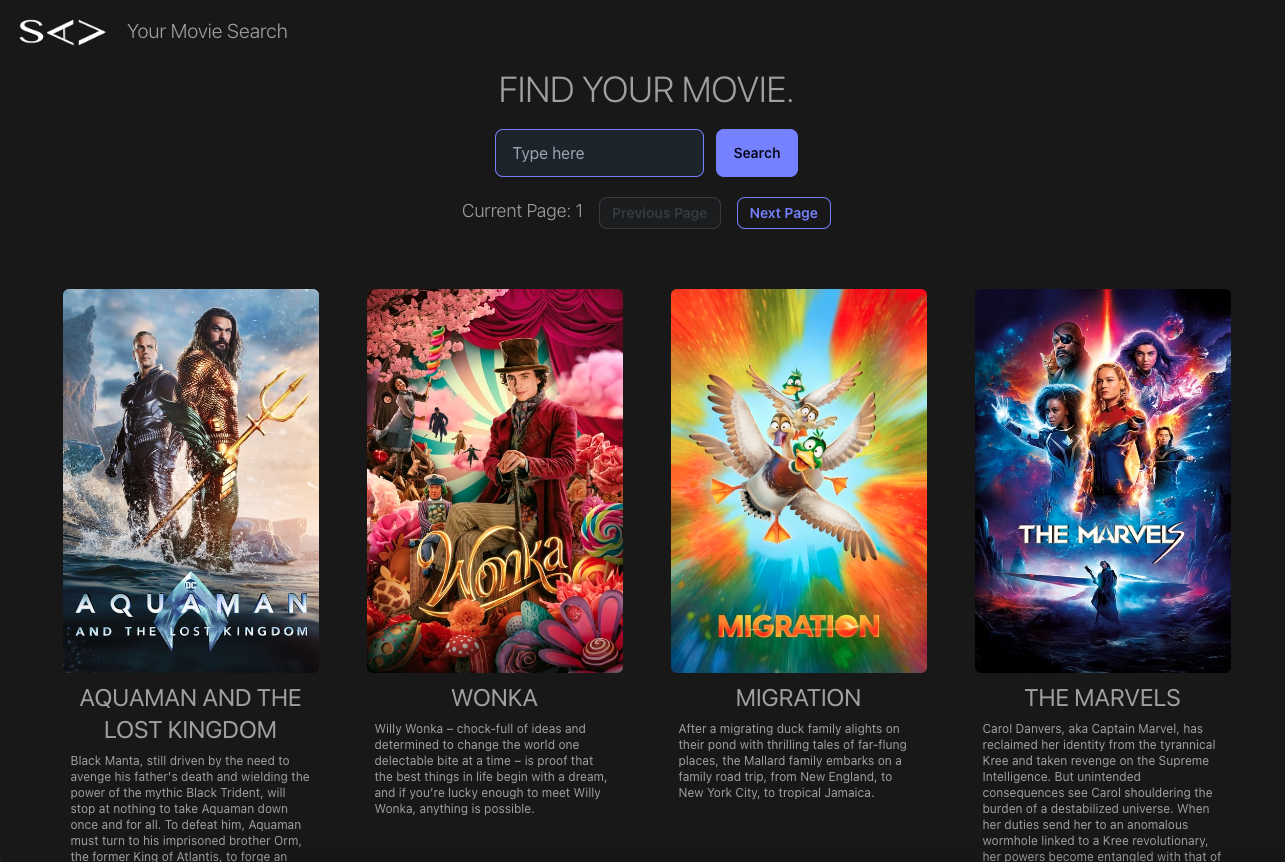 SA> Your Movie Search
FIND YOUR MOVIE.
Type here
Search
Current Page: 1
Previous Page
Next Page
DC
AQUAMAN
AND THE LOST KINGDOM
Wonka
MIGRATION
THE MARVELS
AQUAMAN AND THE
LOST KINGDOM
Black Manta, still driven by the need to
avenge his father's death and wielding the
power of the mythic Black Trident, will
stop at nothing to take Aquaman down
once and for all. To defeat him, Aquaman
must turn to his imprisoned brother Orm,
the former King of Atlantis, to forge an
WONKA
Willy Wonka – chock-full of ideas and
determined to change the world one
delectable bite at a time – is proof that
the best things in life begin with a dream,
and if you’re lucky enough to meet Willy
Wonka, anything is possible.
MIGRATION
After a migrating duck family alights on
their pond with thrilling tales of far-flung
places, the Mallard family embarks on a
family road trip, from New England, to
New York City, to tropical Jamaica.
THE MARVELS
Carol Danvers, aka Captain Marvel, has
reclaimed her identity from the tyrannical
Kree and taken revenge on the Supreme
Intelligence. But unintended
consequences see Carol shouldering the
burden of a destabilized universe. When
her duties send her to an anomalous
wormhole linked to a Kree revolutionary,
her powers become entangled with that of